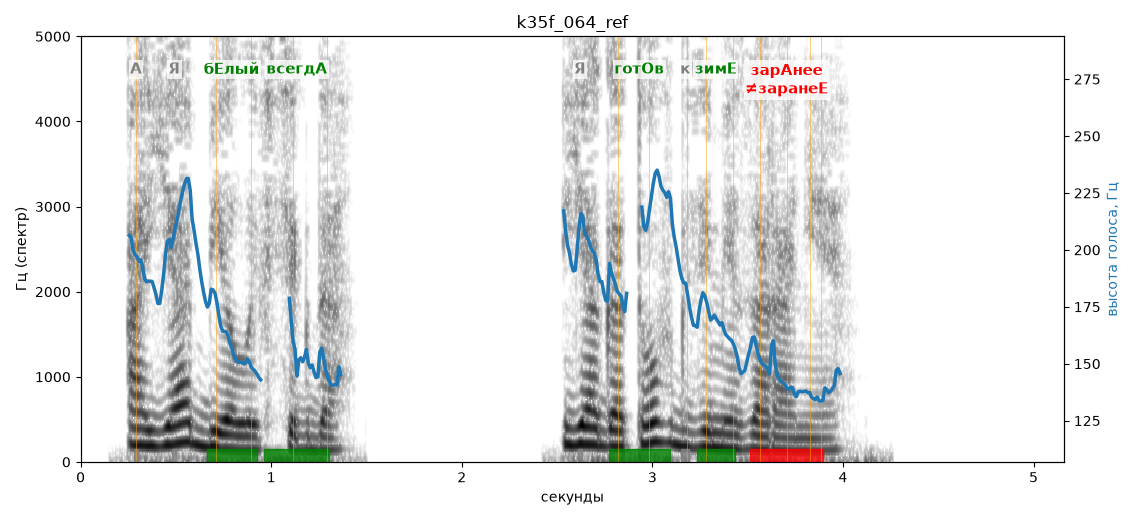 k35f_064_ref
5000
4000
3000
2000
1000
0
Гц (спектр)
А Я бЕлый всегдА Я готОв к зимЕ зарАнее
≠заранеЕ
275
250
225
200
175
150
125
высота голоса, Гц
0 1 2 3 4 5
секунды